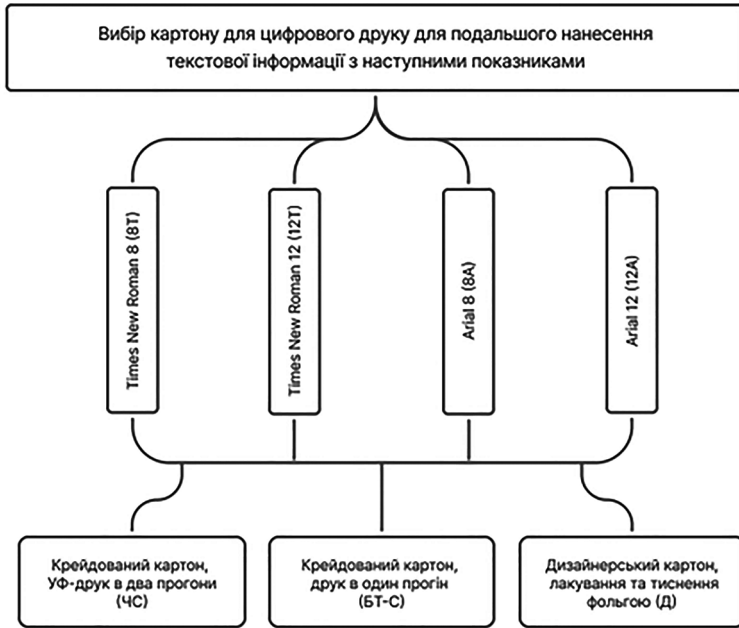 Вибір картону для цифрового друку для подальшого нанесення
текстової інформації з наступними показниками
Times New Roman 8 (8T)
Times New Roman 12 (12T)
Arial 8 (8A)
Arial 12 (12A)
Крейдований картон,
УФ-друк в два прогони
(ЧС)
Крейдований картон,
друк в один прогін
(БТ-С)
Дизайнерський картон,
лакування та тиснення
фольгою (Д)